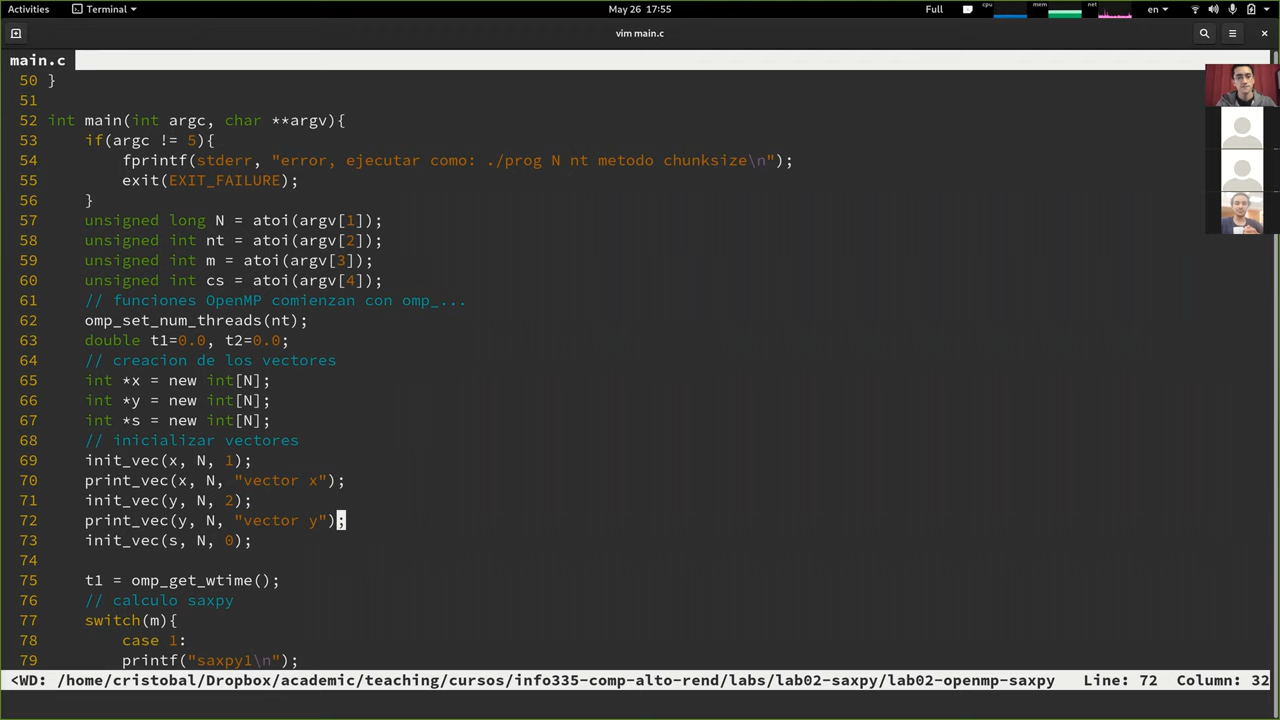 Activities
Terminal
May 26 17:55
Full
cpu
mem
net
en
vim main.c
main.c
50 }
51
52 int main(int argc, char **argv){
53 if(argc != 5){
54 fprintf(stderr, "error, ejecutar como: ./prog N nt metodo chunksize\n");
55 exit(EXIT_FAILURE);
56 }
57 unsigned long N = atoi(argv[1]);
58 unsigned int nt = atoi(argv[2]);
59 unsigned int m = atoi(argv[3]);
60 unsigned int cs = atoi(argv[4]);
61 // funciones OpenMP comienzan con omp_...
62 omp_set_num_threads(nt);
63 double t1=0.0, t2=0.0;
64 // creacion de los vectores
65 int *x = new int[N];
66 int *y = new int[N];
67 int *s = new int[N];
68 // inicializar vectores
69 init_vec(x, N, 1);
70 print_vec(x, N, "vector x");
71 init_vec(y, N, 2);
72 print_vec(y, N, "vector y");
73 init_vec(s, N, 0);
74
75 t1 = omp_get_wtime();
76 // calculo saxpy
77 switch(m){
78 case 1:
79 printf("saxpy1\n");
<WD: /home/cristobal/Dropbox/academic/teaching/cursos/info335-comp-alto-rend/labs/lab02-saxpy/lab02-openmp-saxpy Line: 72 Column: 32